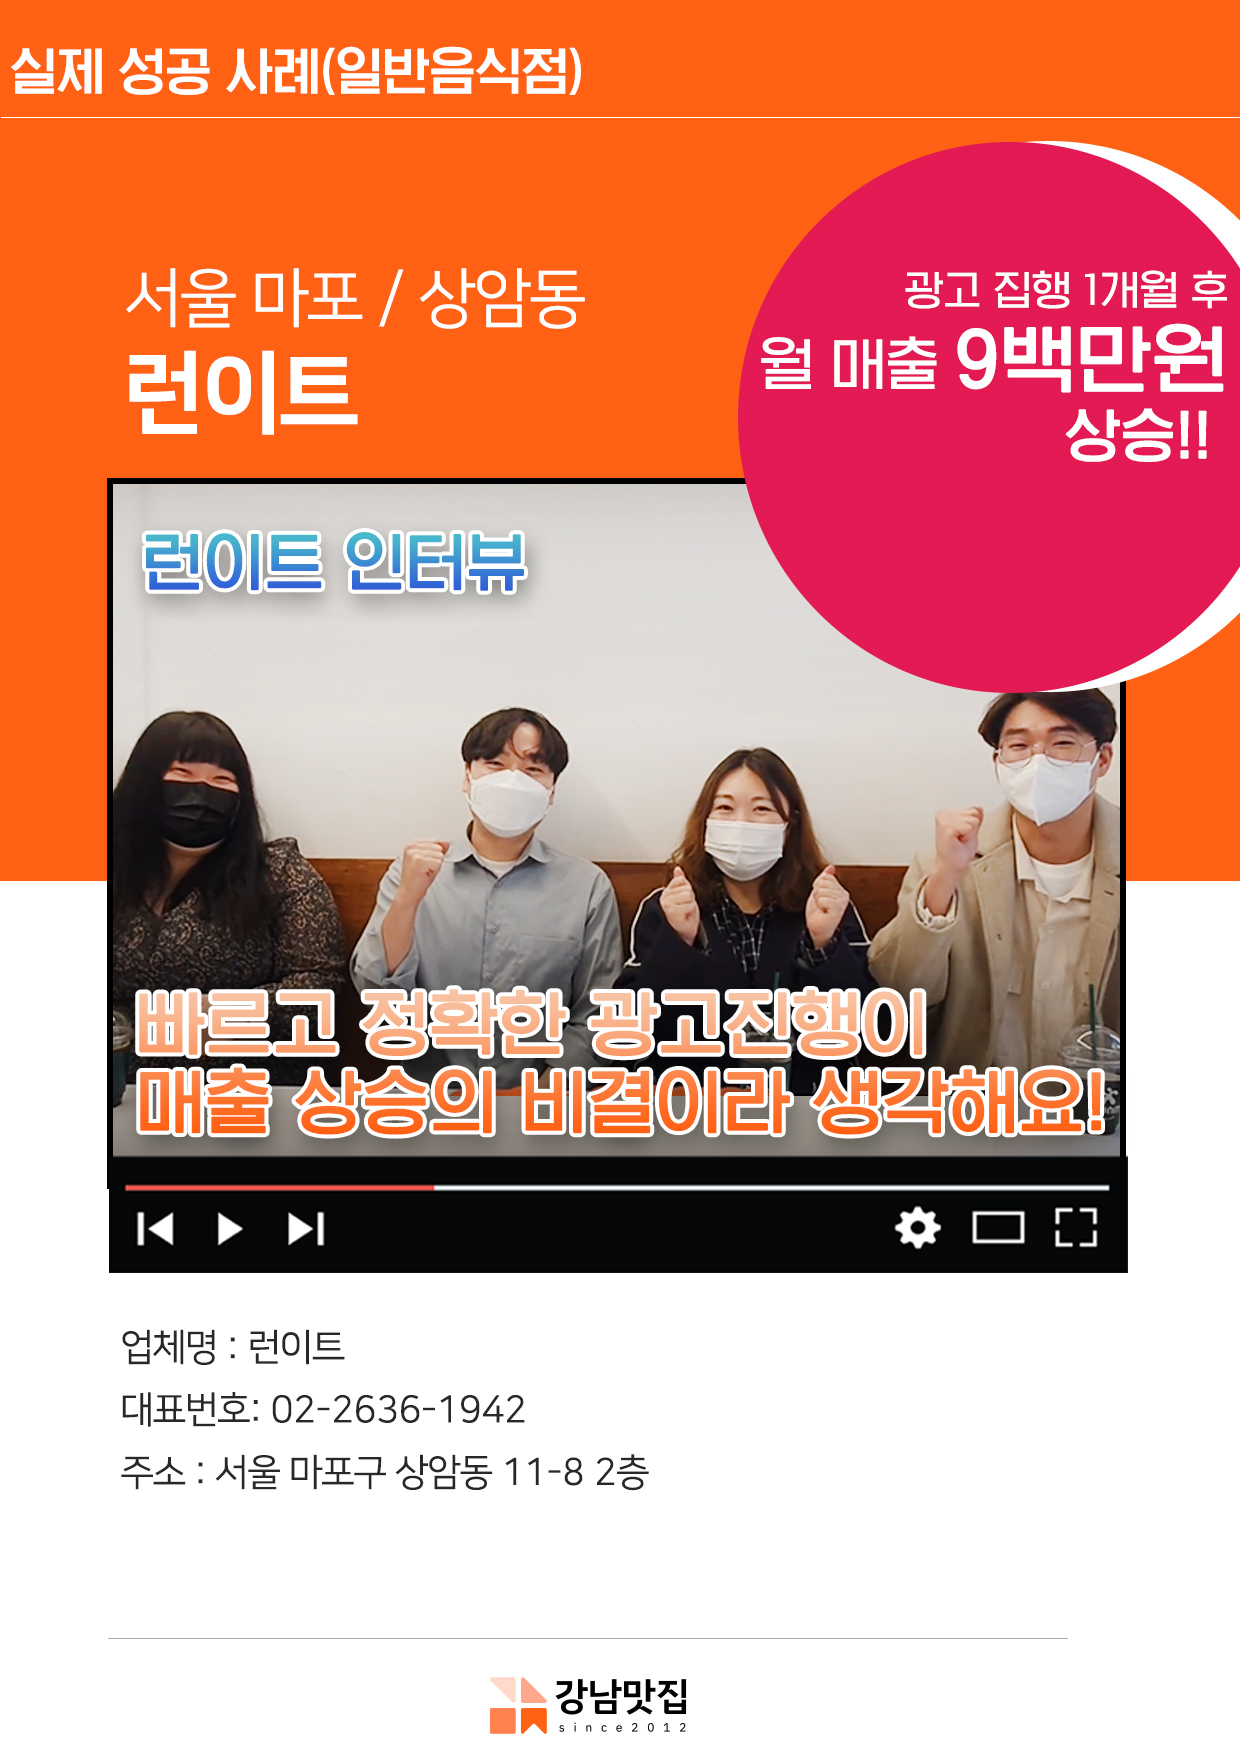 실제 성공 사례(일반음식점)
서울 마포 / 상암동
런이트
광고 집행 1개월 후
월 매출 9백만원
상승!!
런이트 인터뷰
빠르고 정확한 광고진행이
매출 상승의 비결이라 생각해요!
업체명 : 런이트
대표번호: 02-2636-1942
주소 : 서울 마포구 상암동 11-8 2층
강남맛집
since2012